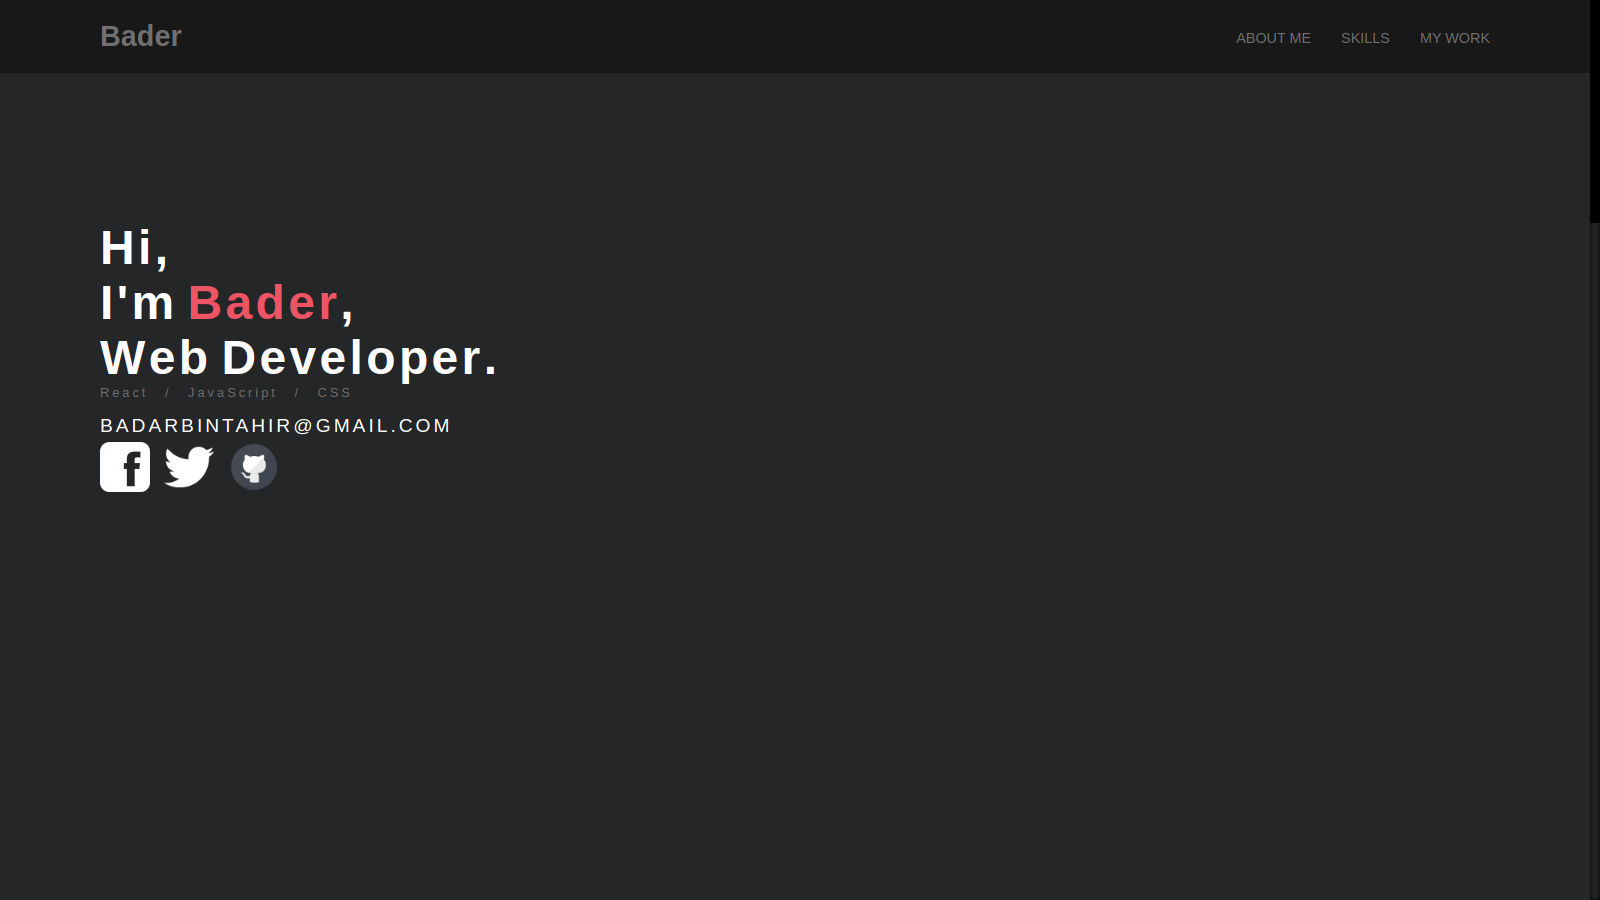 Bader
ABOUT ME SKILLS MY WORK
Hi,
I'm Bader,
Web Developer.
React / JavaScript / CSS
BADARBINTAHIR@GMAIL.COM